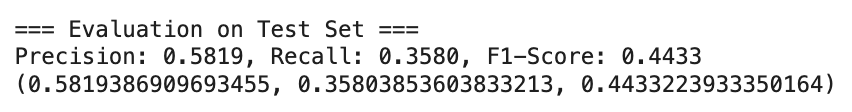 === Evaluation on Test Set ===
Precision: 0.5819, Recall: 0.3580, F1-Score: 0.4433
(0.5819386909693455, 0.35803853603833213, 0.4433223933350164)